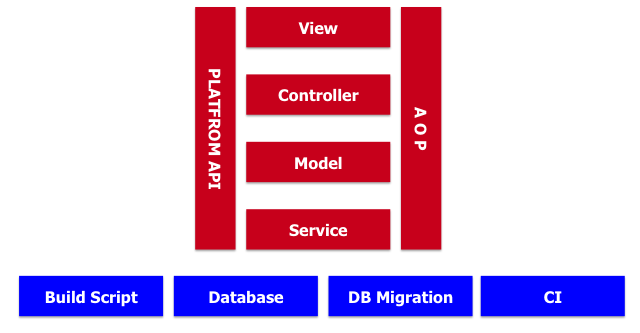 View
PLATFROM API
Controller
A O P
Model
Service
Build Script
Database
DB Migration
CI